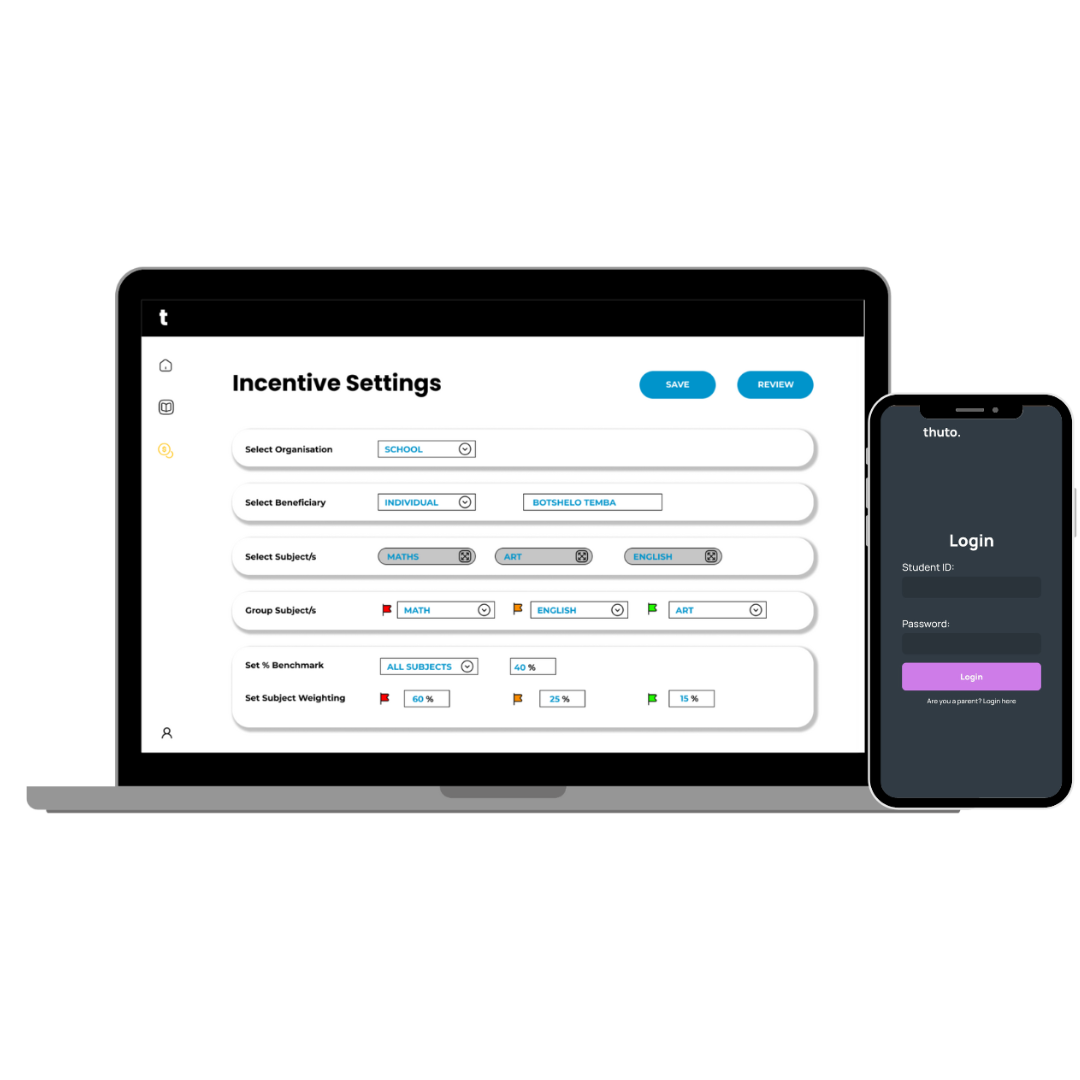 t
Incentive Settings
SAVE
REVIEW
Select Organisation SCHOOL
Select Beneficiary INDIVIDUAL BOTSHELO TEMBA
Select Subject/s MATHS ART ENGLISH
Group Subject/s MATH ENGLISH ART
Set % Benchmark ALL SUBJECTS 40 %
Set Subject Weighting 60 % 25 % 15 %
thuto.
Login
Student ID:
Password:
Login
Are you a parent? Login here